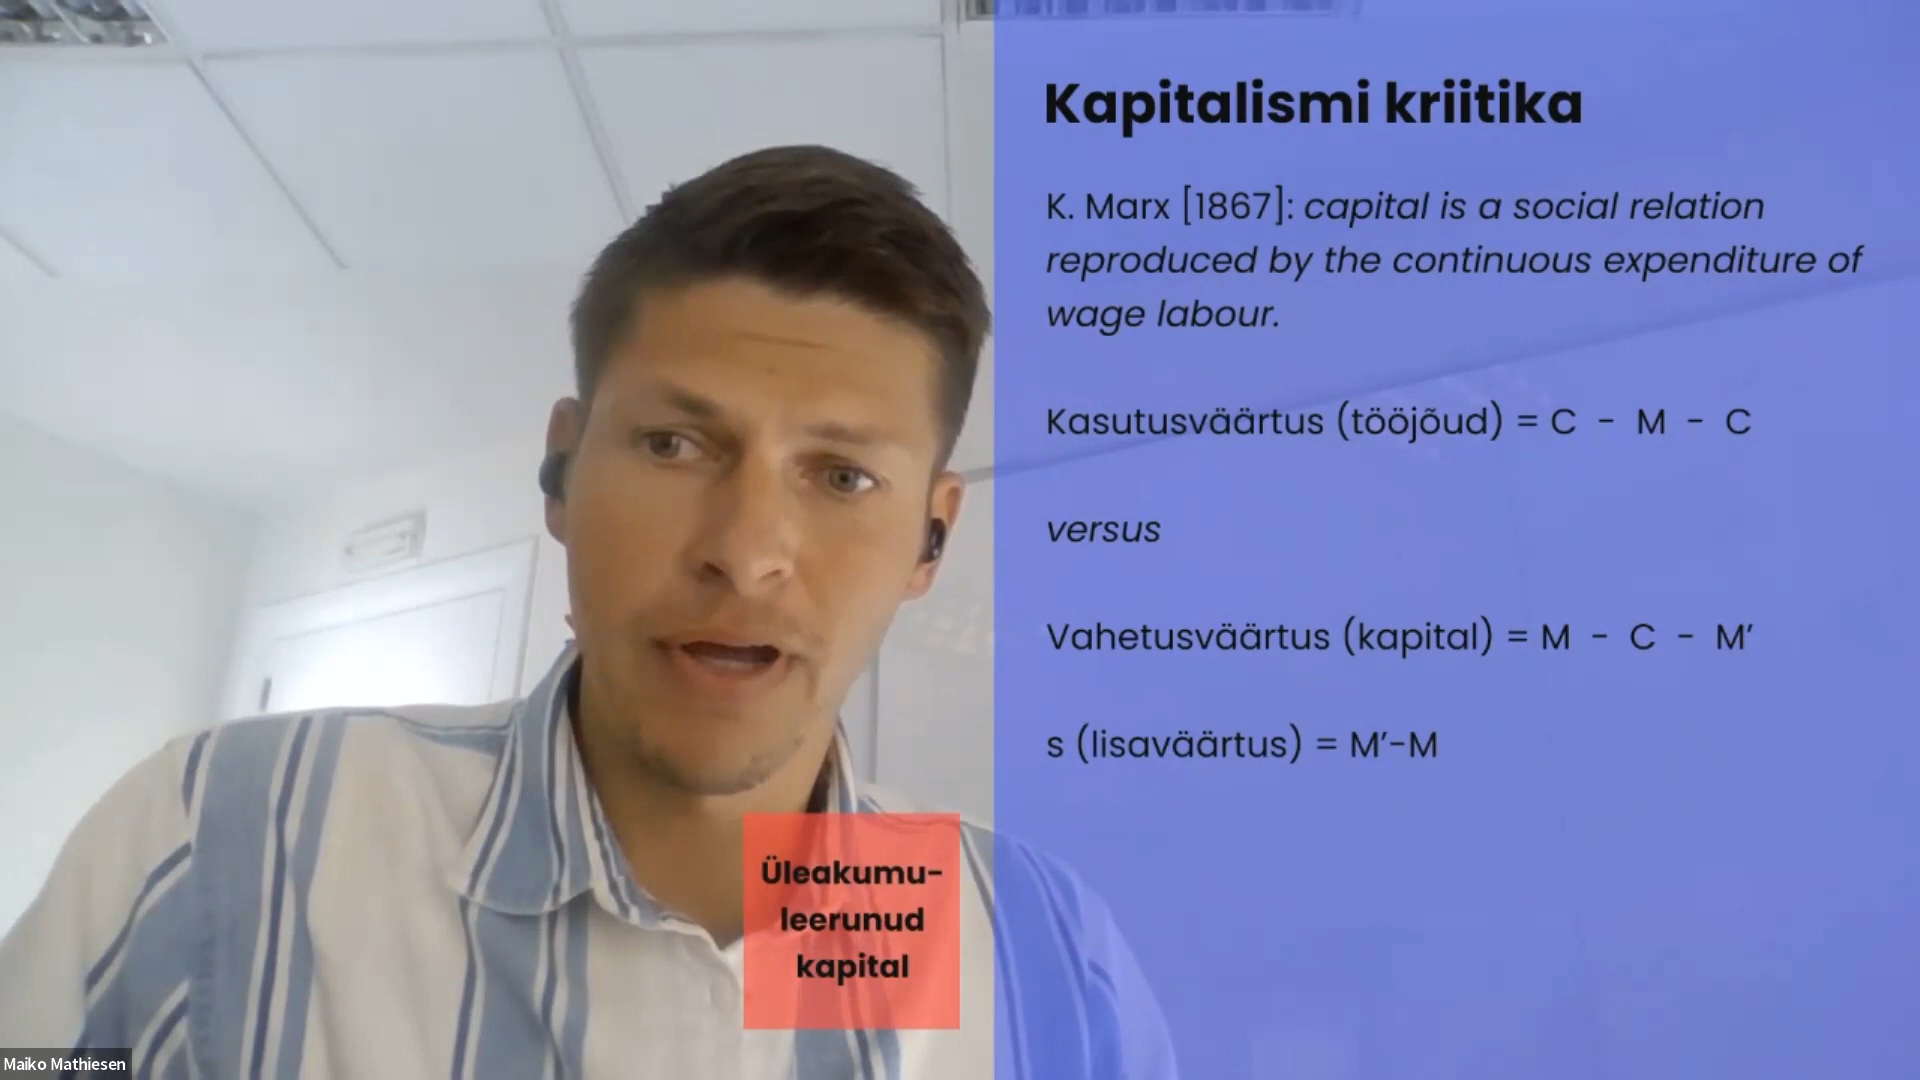 Kapitalismi kriitika
K. Marx [1867]: capital is a social relation
reproduced by the continuous expenditure of
wage labour.
Kasutusväärtus (tööjõud) = C - M - C
versus
Vahetusväärtus (kapital) = M - C - M’
s (lisaväärtus) = M’-M
Üleakumu-
leerunud
kapital
Maiko Mathiesen